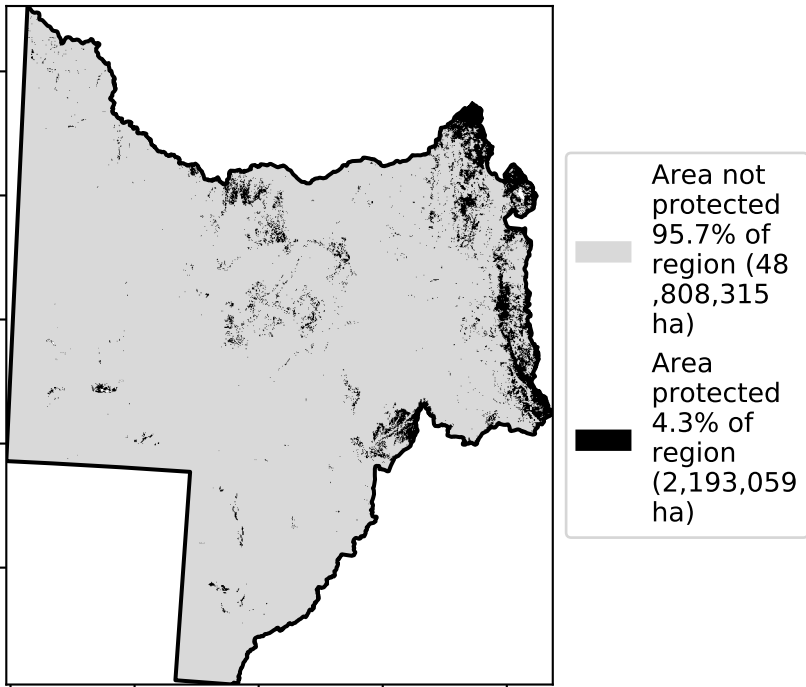 Area not
protected
95.7% of
region (48
,808,315
ha)
Area
protected
4.3% of
region
(2,193,059
ha)